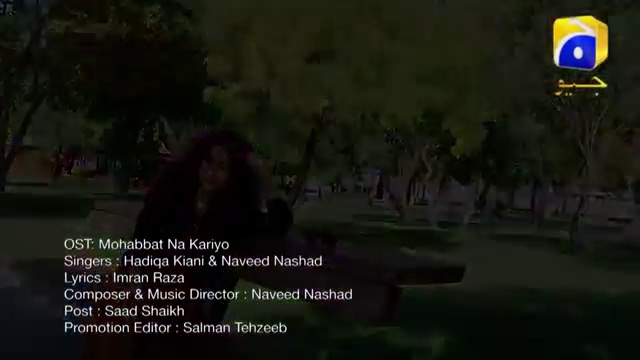 جیو
OST: Mohabbat Na Kariyo
Singers : Hadiqa Kiani & Naveed Nashad
Lyrics : Imran Raza
Composer & Music Director : Naveed Nashad
Post : Saad Shaikh
Promotion Editor : Salman Tehzeeb